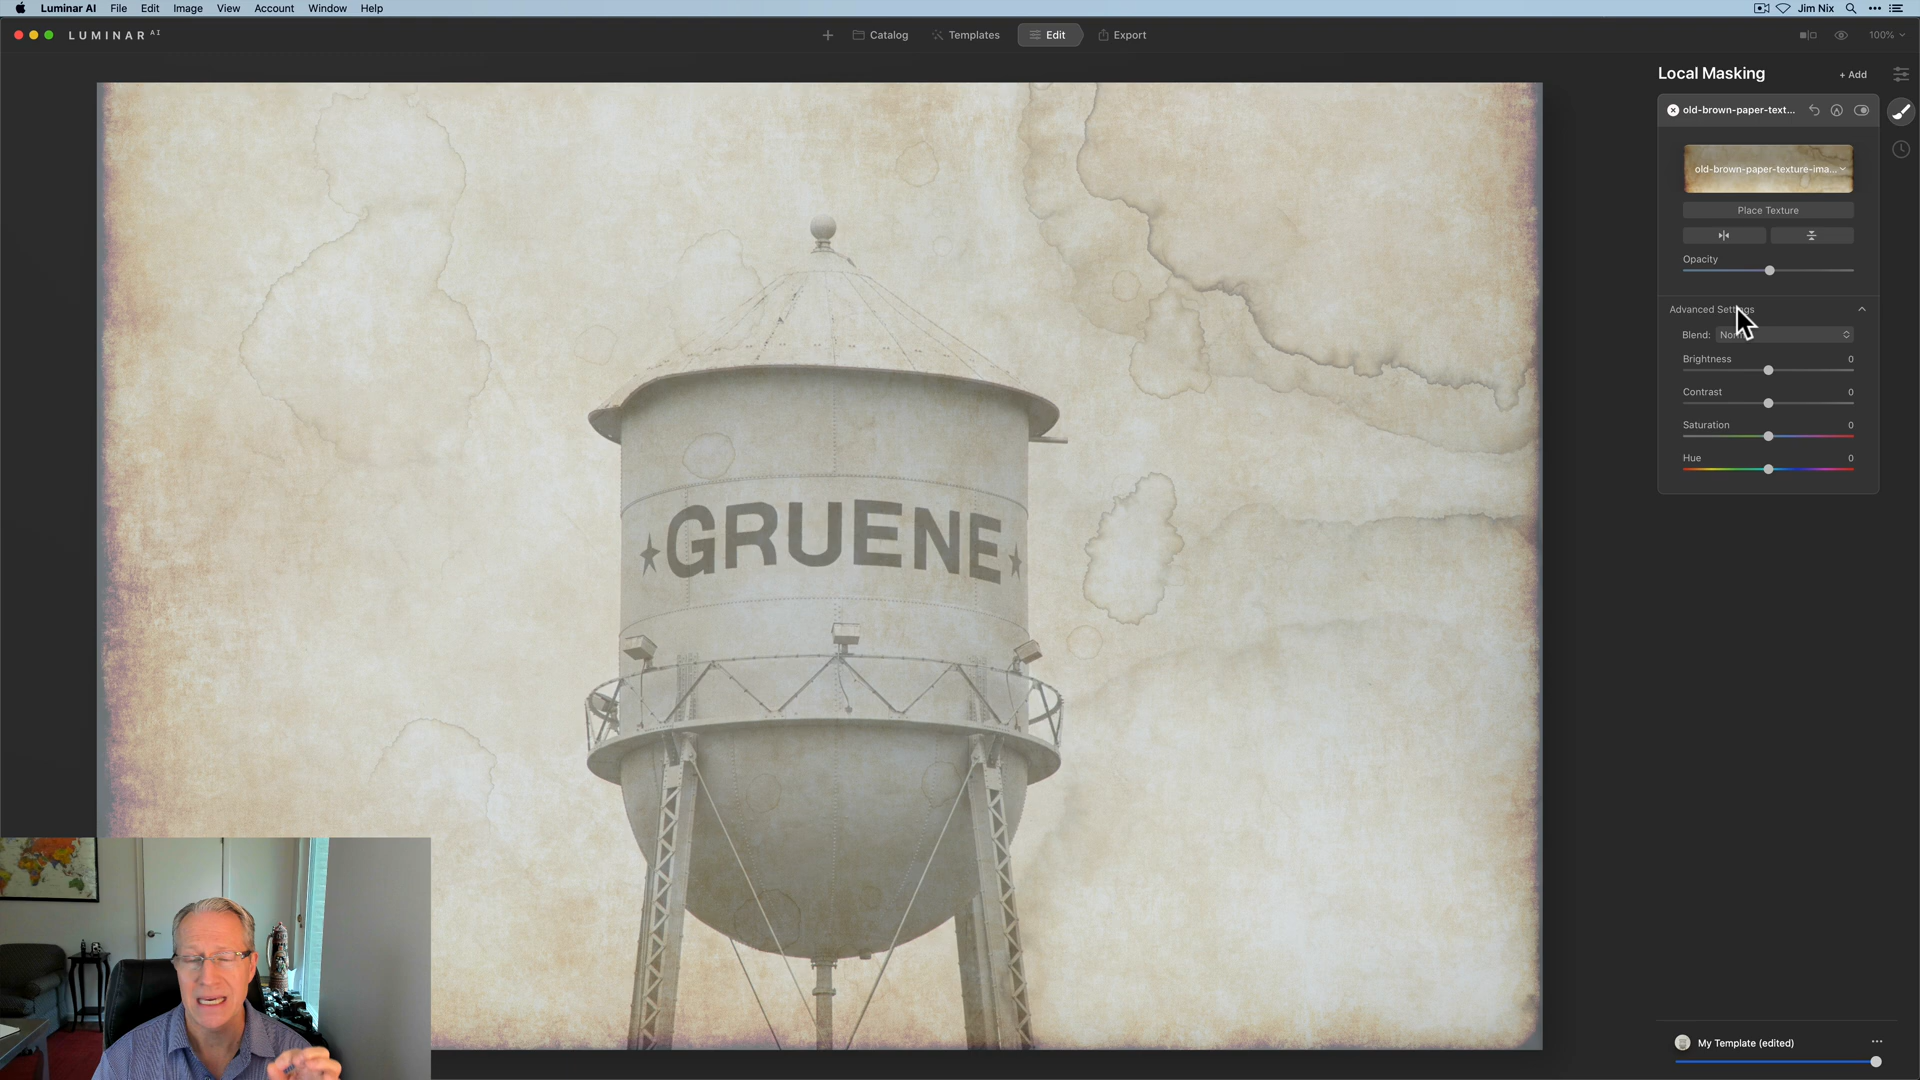 Luminar AI File Edit Image View Account Window Help Jim Nix
LUMINAR AI Catalog Templates Edit Export 100%
Local Masking + Add
old-brown-paper-text...
old-brown-paper-texture-ima...
Place Texture
Opacity
Advanced Settings
Blend:
Brightness 0
Contrast 0
Saturation 0
Hue 0
GRUENE
My Template (edited)